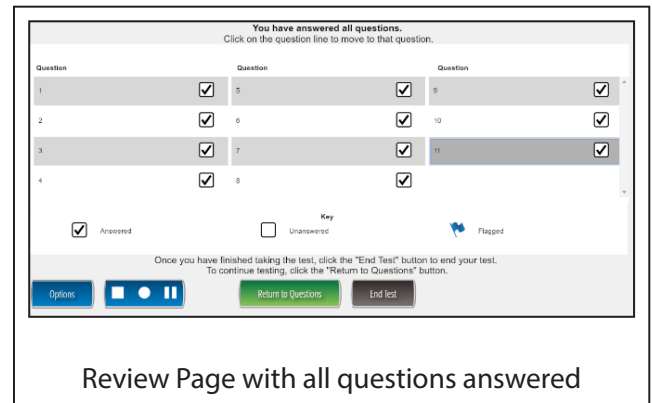 You have answered all questions.
Click on the question line to move to that question.
Question Question Question
1 5 9
2 6 10
3 7 11
4 8
Key
Answered Unanswered Flagged
Once you have finished taking the test, click the "End Test" button to end your test.
To continue testing, click the "Return to Questions" button.
Options Return to Questions End Test
Review Page with all questions answered